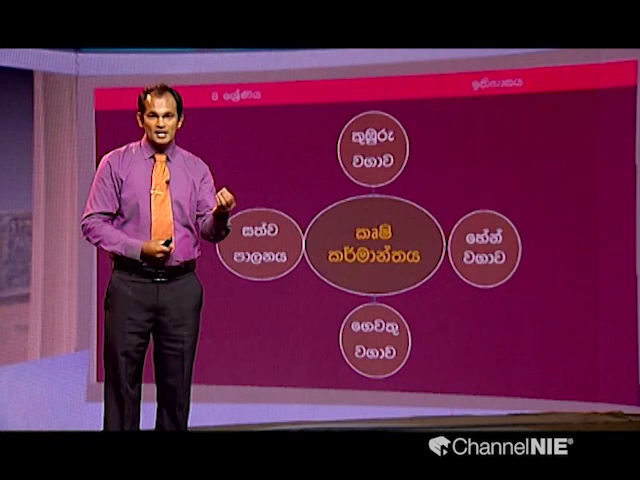 8 ශ්‍රේණිය
ඉතිහාසය
කුඹුරු
වගාව
සත්ව
පාලනය
කෘෂි
කර්මාන්තය
හේන්
වගාව
ගෙවතු
වගාව
ChannelNIE®